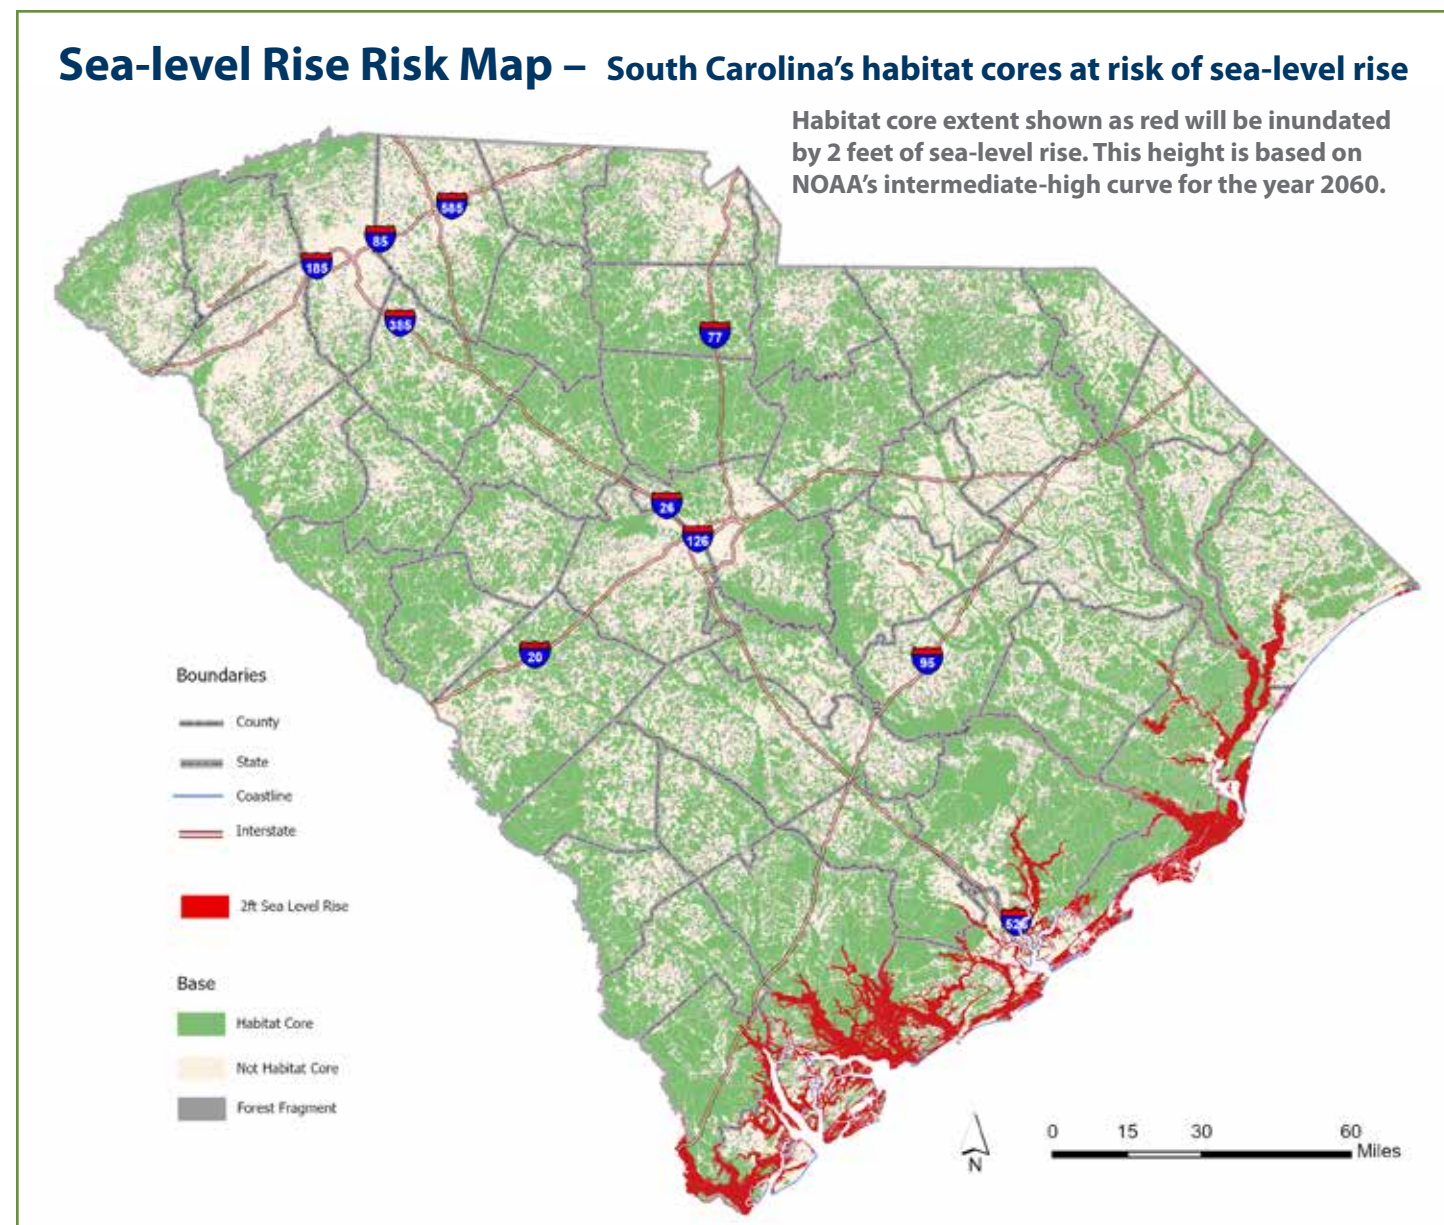 Sea-level Rise Risk Map – South Carolina’s habitat cores at risk of sea-level rise
Habitat core extent shown as red will be inundated
by 2 feet of sea-level rise. This height is based on
NOAA’s intermediate-high curve for the year 2060.
585
85
185
385
77
26
126
20
95
526
Boundaries
County
State
Coastline
Interstate
2ft Sea Level Rise
Base
Habitat Core
Not Habitat Core
Forest Fragment
N
0 15 30 60
Miles